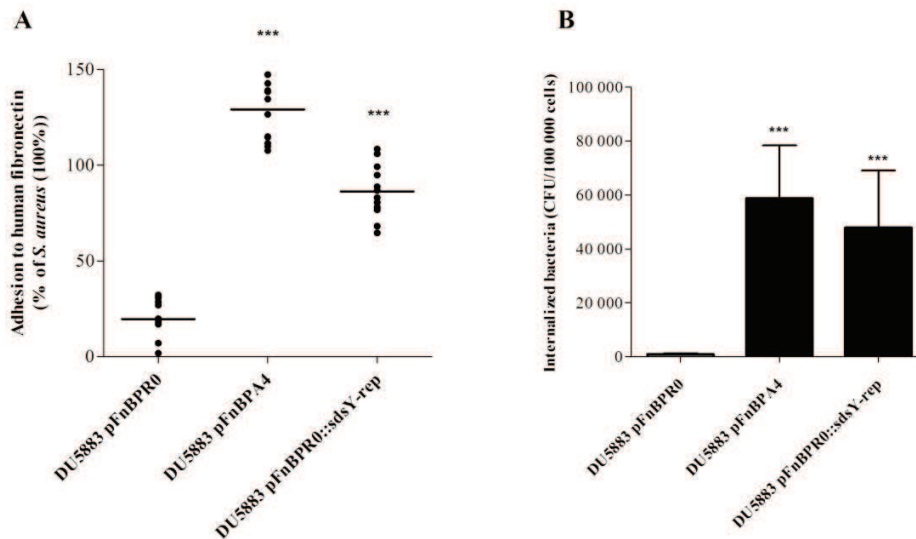 A
Adhesion to human fibronectin
(% of S. aureus (100%))
150
100
50
0
***
***
DU5883 pFnBPR0
DU5883 pFnBPA4
DU5883 pFnBPR0::sdsY-rep
B
Internalized bacteria (CFU/100 000 cells)
100 000
80 000
60 000
40 000
20 000
0
***
***
DU5883 pFnBPR0
DU5883 pFnBPA4
DU5883 pFnBPR0::sdsY-rep